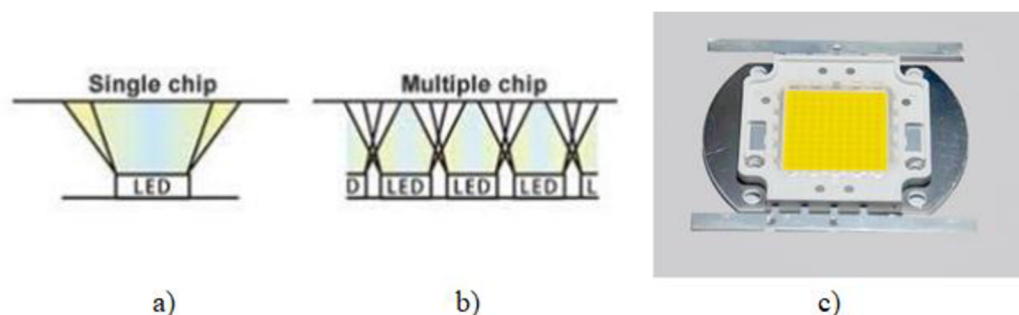 Single chip
LED
a)
Multiple chip
D LED LED LED L
b)
c)